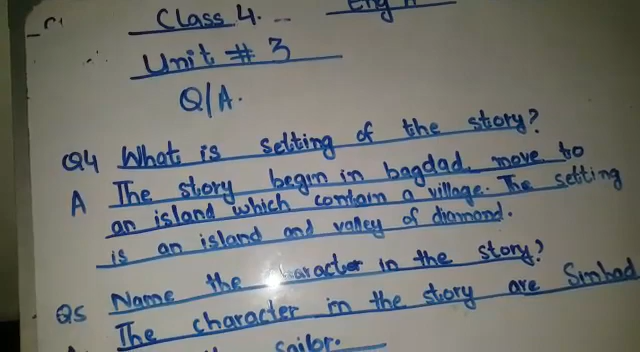 Class 4.
Unit # 3
Q/A.
Q4 What is setting of the story?
A The story begin in bagdad, move to
an island which contain a village. The setting
is an island and valley of diamond.
Q5 Name the character in the story?
The character in the story are Sinbad
sailor.